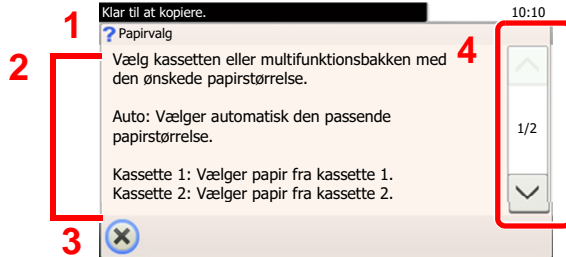 Klar til at kopiere.
10:10
1
? Papirvalg
2
Vælg kassetten eller multifunktionsbakken med
den ønskede papirstørrelse.
4
Auto: Vælger automatisk den passende
papirstørrelse.
1/2
Kassette 1: Vælger papir fra kassette 1.
Kassette 2: Vælger papir fra kassette 2.
3